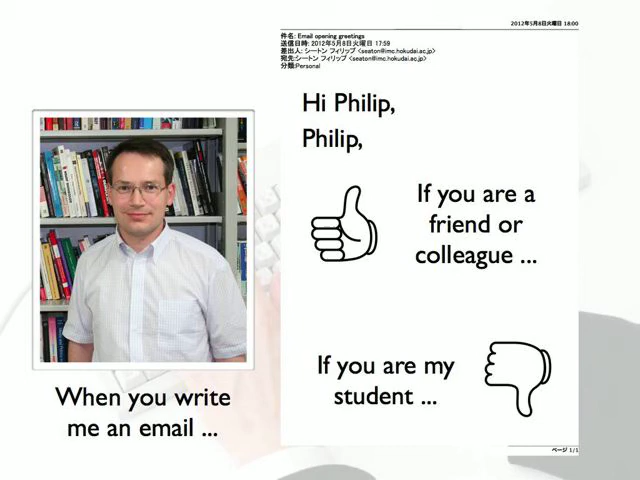 2012年5月8日火曜日 18:00
件名: Email opening greetings
送信日時: 2012年5月8日火曜日 17:59
差出人: シートン フィリップ <seaton@imc.hokudai.ac.jp>
宛先:シートン フィリップ <seaton@imc.hokudai.ac.jp>
分類:Personal
Hi Philip,
Philip,
If you are a
friend or
colleague ...
If you are my
student ...
When you write
me an email ...
ページ 1/1